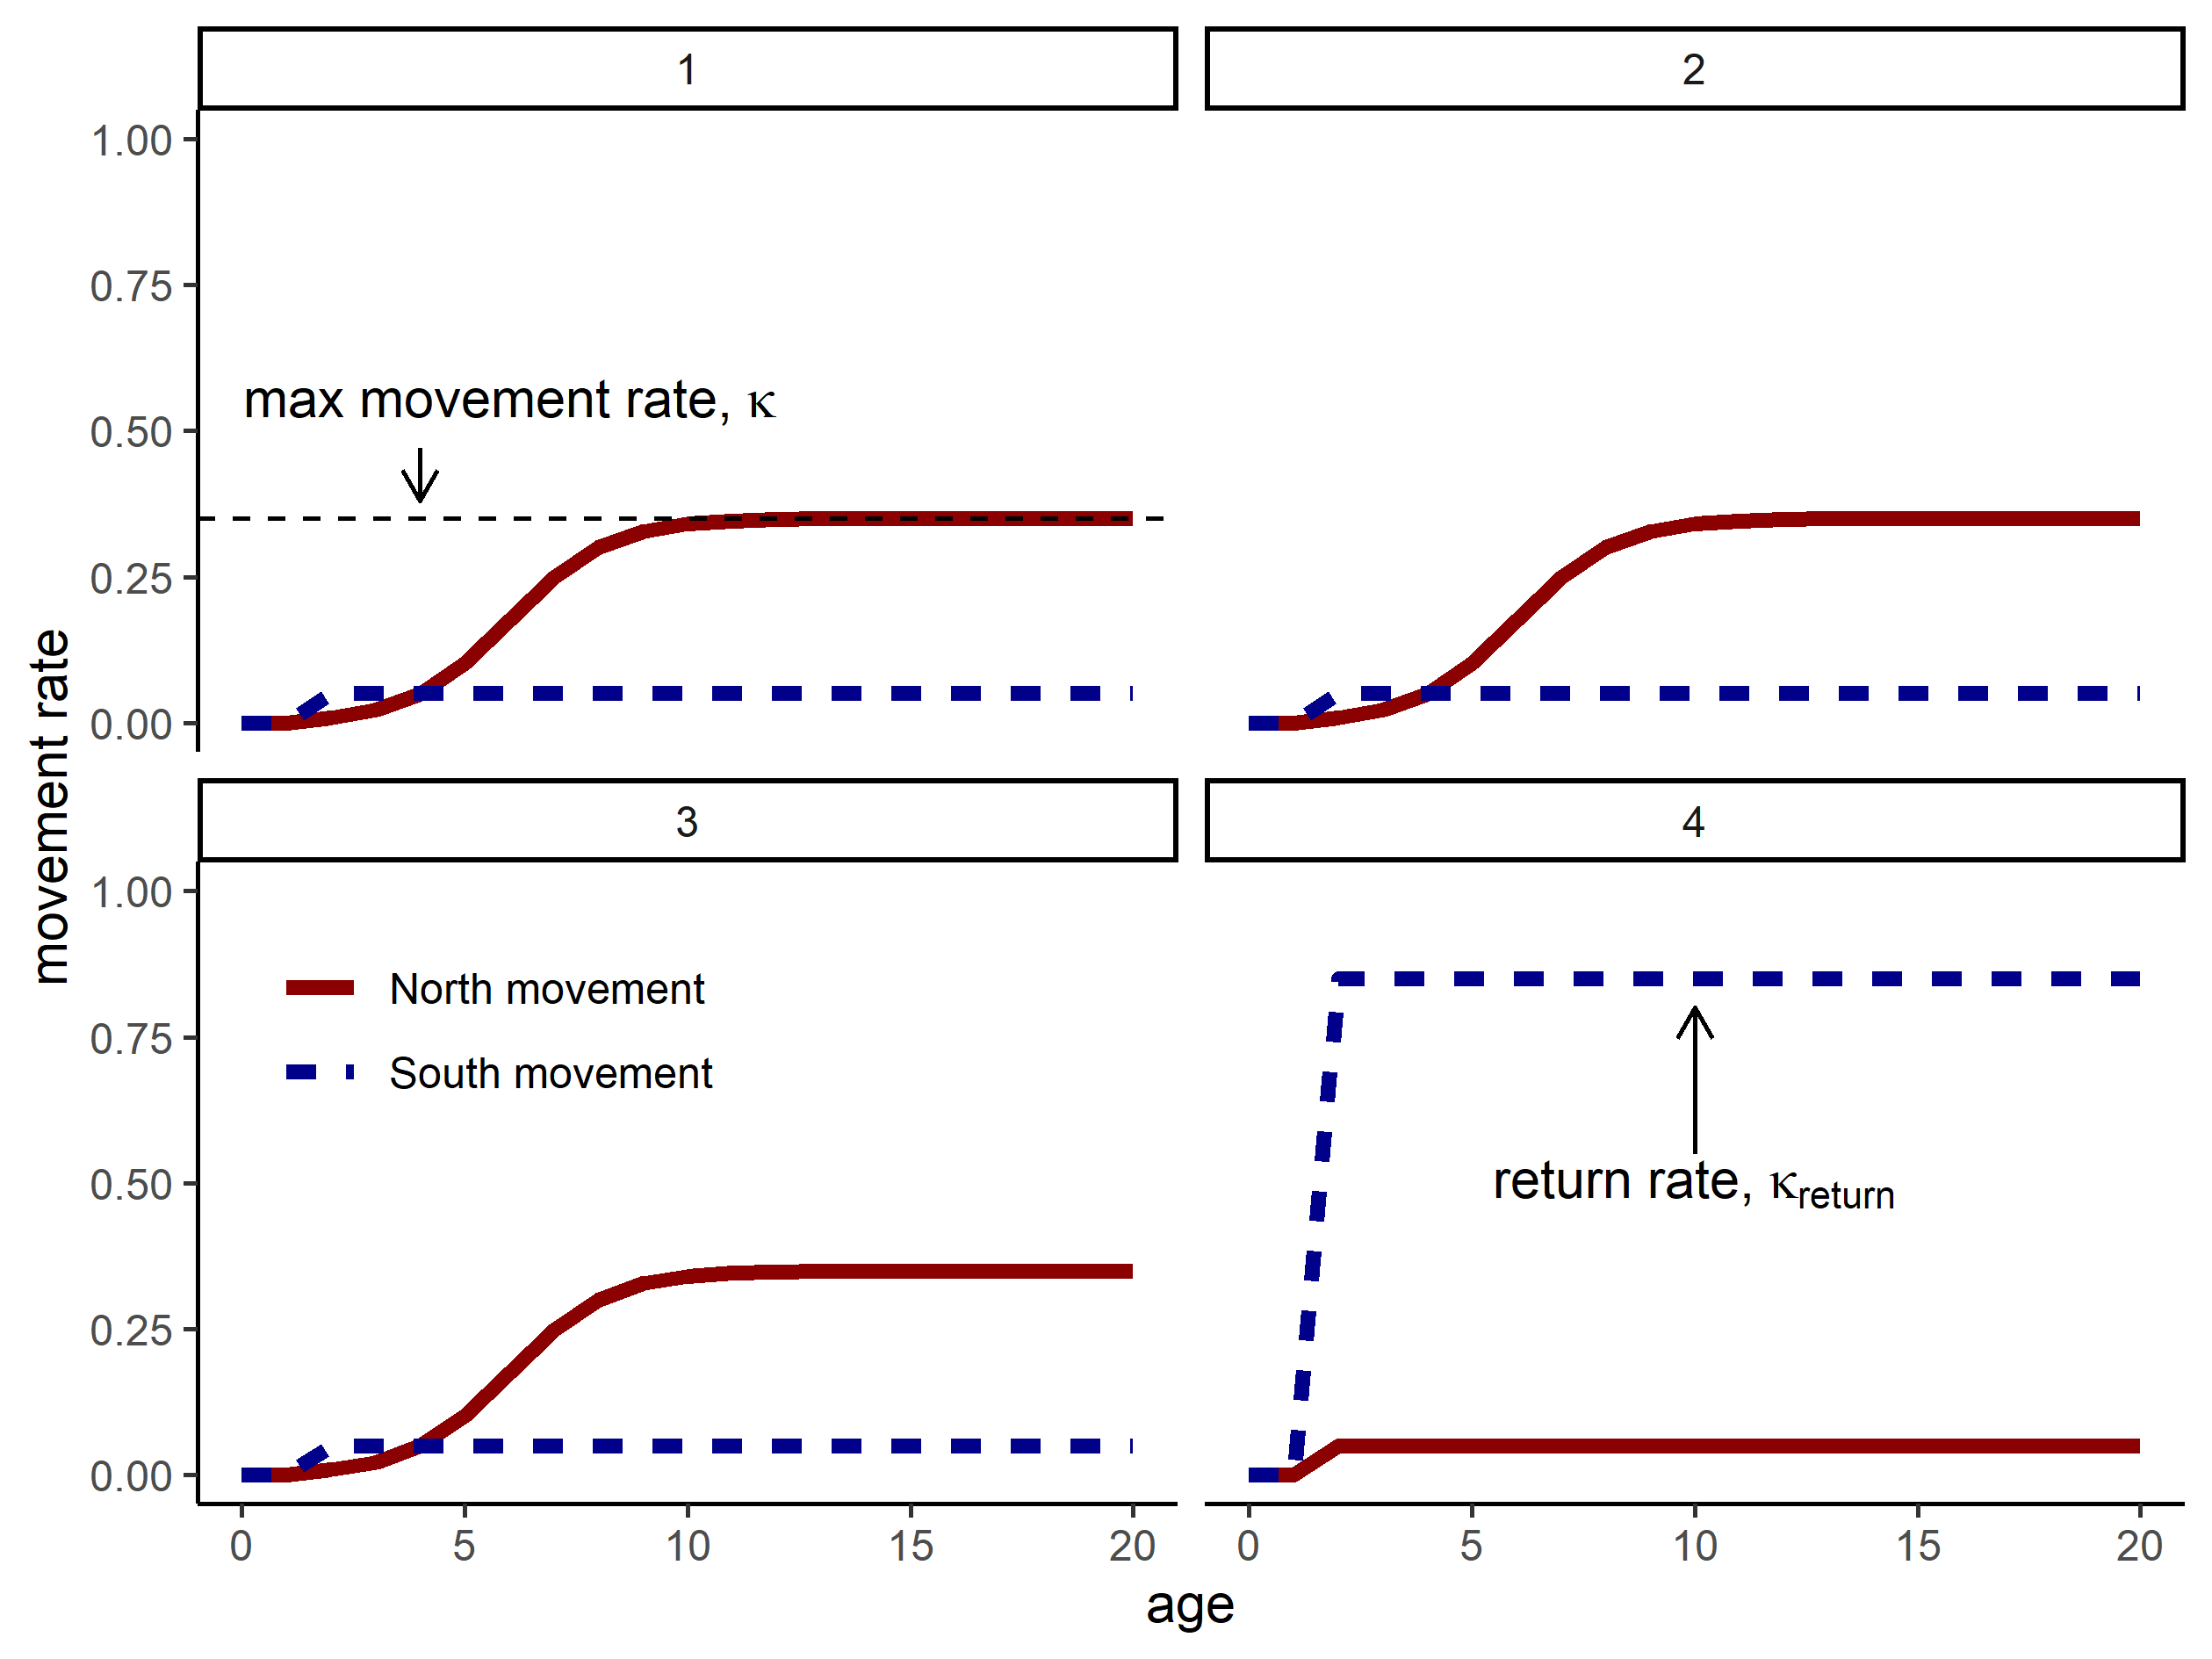 1
2
1.00
0.75
max movement rate, κ
0.50
0.25
0.00
movement rate
3
4
1.00
North movement
0.75
South movement
return rate, κreturn
0.50
0.25
0.00
0 5 10 15 20
0 5 10 15 20
age